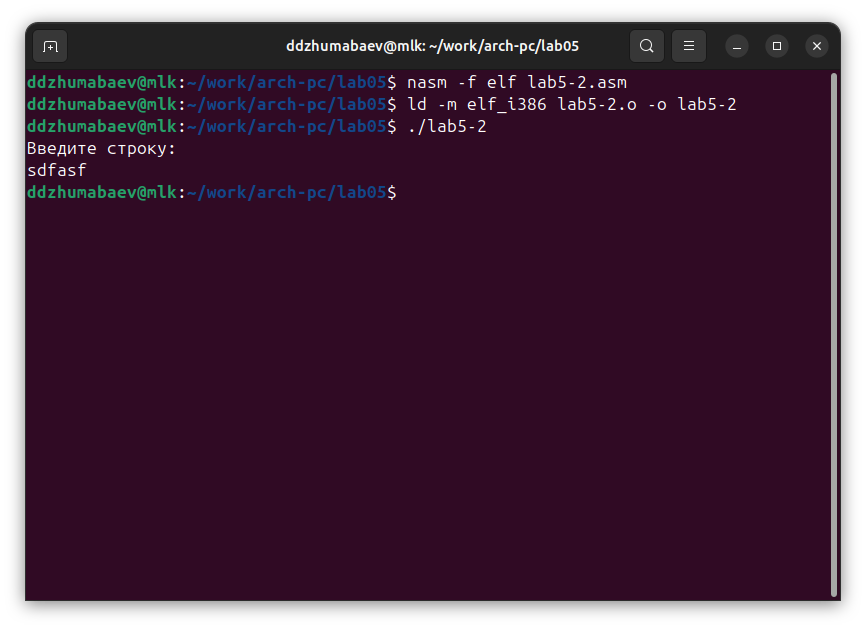 ddzhumabaev@mlk: ~/work/arch-pc/lab05
ddzhumabaev@mlk:~/work/arch-pc/lab05$ nasm -f elf lab5-2.asm
ddzhumabaev@mlk:~/work/arch-pc/lab05$ ld -m elf_i386 lab5-2.o -o lab5-2
ddzhumabaev@mlk:~/work/arch-pc/lab05$ ./lab5-2
Введите строку:
sdfasf
ddzhumabaev@mlk:~/work/arch-pc/lab05$